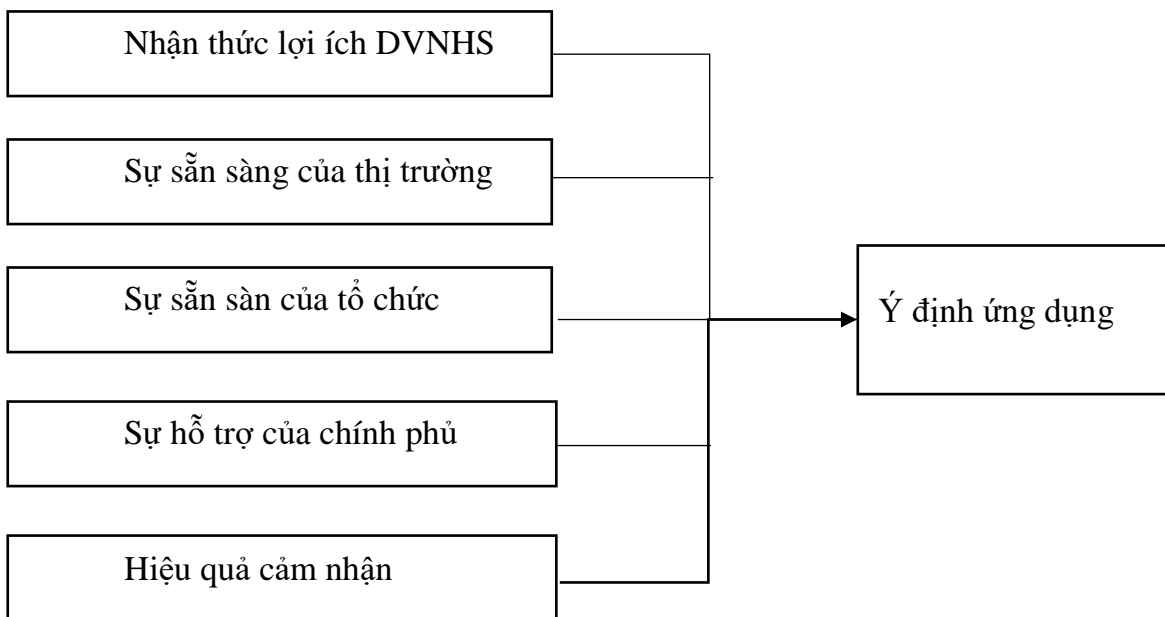 Nhận thức lợi ích DVNHS
Sự sẵn sàng của thị trường
Sự sẵn sàn của tổ chức
Sự hỗ trợ của chính phủ
Hiệu quả cảm nhận
Ý định ứng dụng